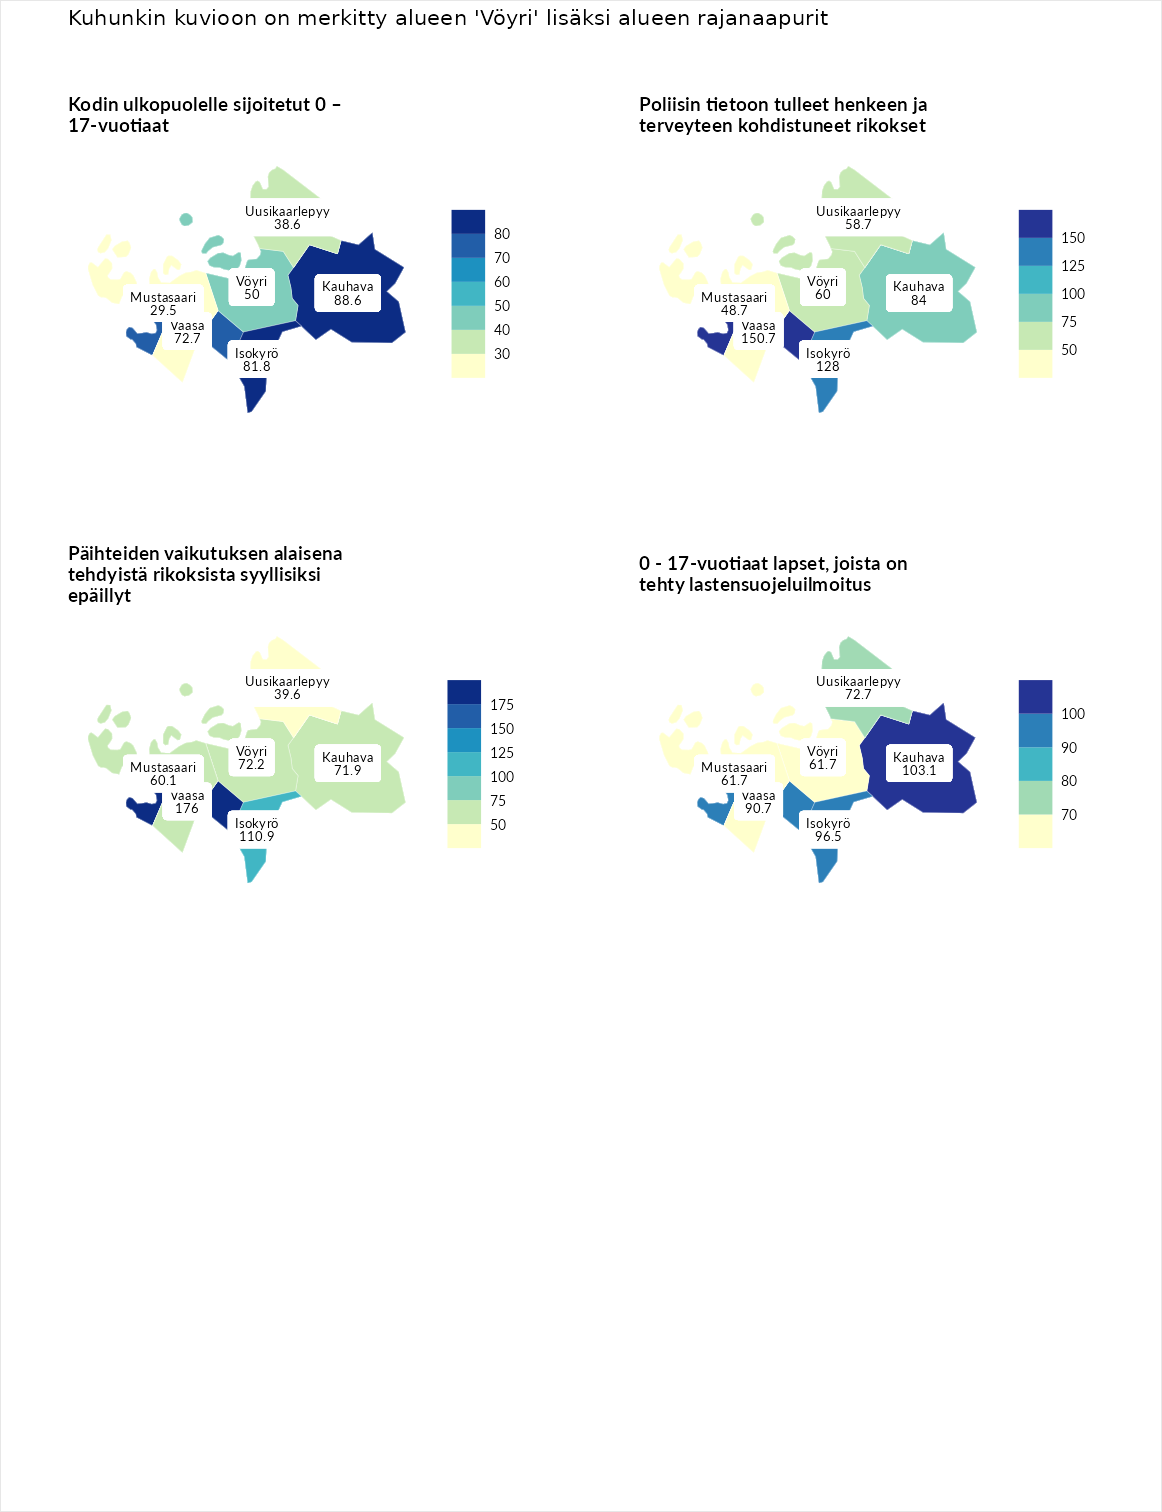 Kuhunkin kuvioon on merkitty alueen 'Vöyri' lisäksi alueen rajanaapurit
Kodin ulkopuolelle sijoitetut 0 –
17-vuotiaat
Uusikaarlepyy
38.6
Vöyri
50
Kauhava
88.6
Mustasaari
29.5
Vaasa
72.7
Isokyrö
81.8
80
70
60
50
40
30
Poliisin tietoon tulleet henkeen ja
terveyteen kohdistuneet rikokset
Uusikaarlepyy
58.7
Vöyri
60
Kauhava
84
Mustasaari
48.7
Vaasa
150.7
Isokyrö
128
150
125
100
75
50
Päihteiden vaikutuksen alaisena
tehdyistä rikoksista syyllisiksi
epäillyt
Uusikaarlepyy
39.6
Vöyri
72.2
Kauhava
71.9
Mustasaari
60.1
Vaasa
176
Isokyrö
110.9
175
150
125
100
75
50
0 - 17-vuotiaat lapset, joista on
tehty lastensuojeluilmoitus
Uusikaarlepyy
72.7
Vöyri
61.7
Kauhava
103.1
Mustasaari
61.7
Vaasa
90.7
Isokyrö
96.5
100
90
80
70